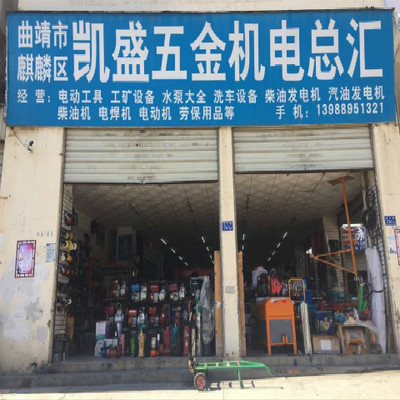 曲靖市
麒麟区
凯盛五金机电总汇
经营：电动工具 工矿设备 水泵大全 洗车设备 柴油发电机 汽油发电机
柴油机 电焊机 电动机 劳保用品等 手机：13988951321